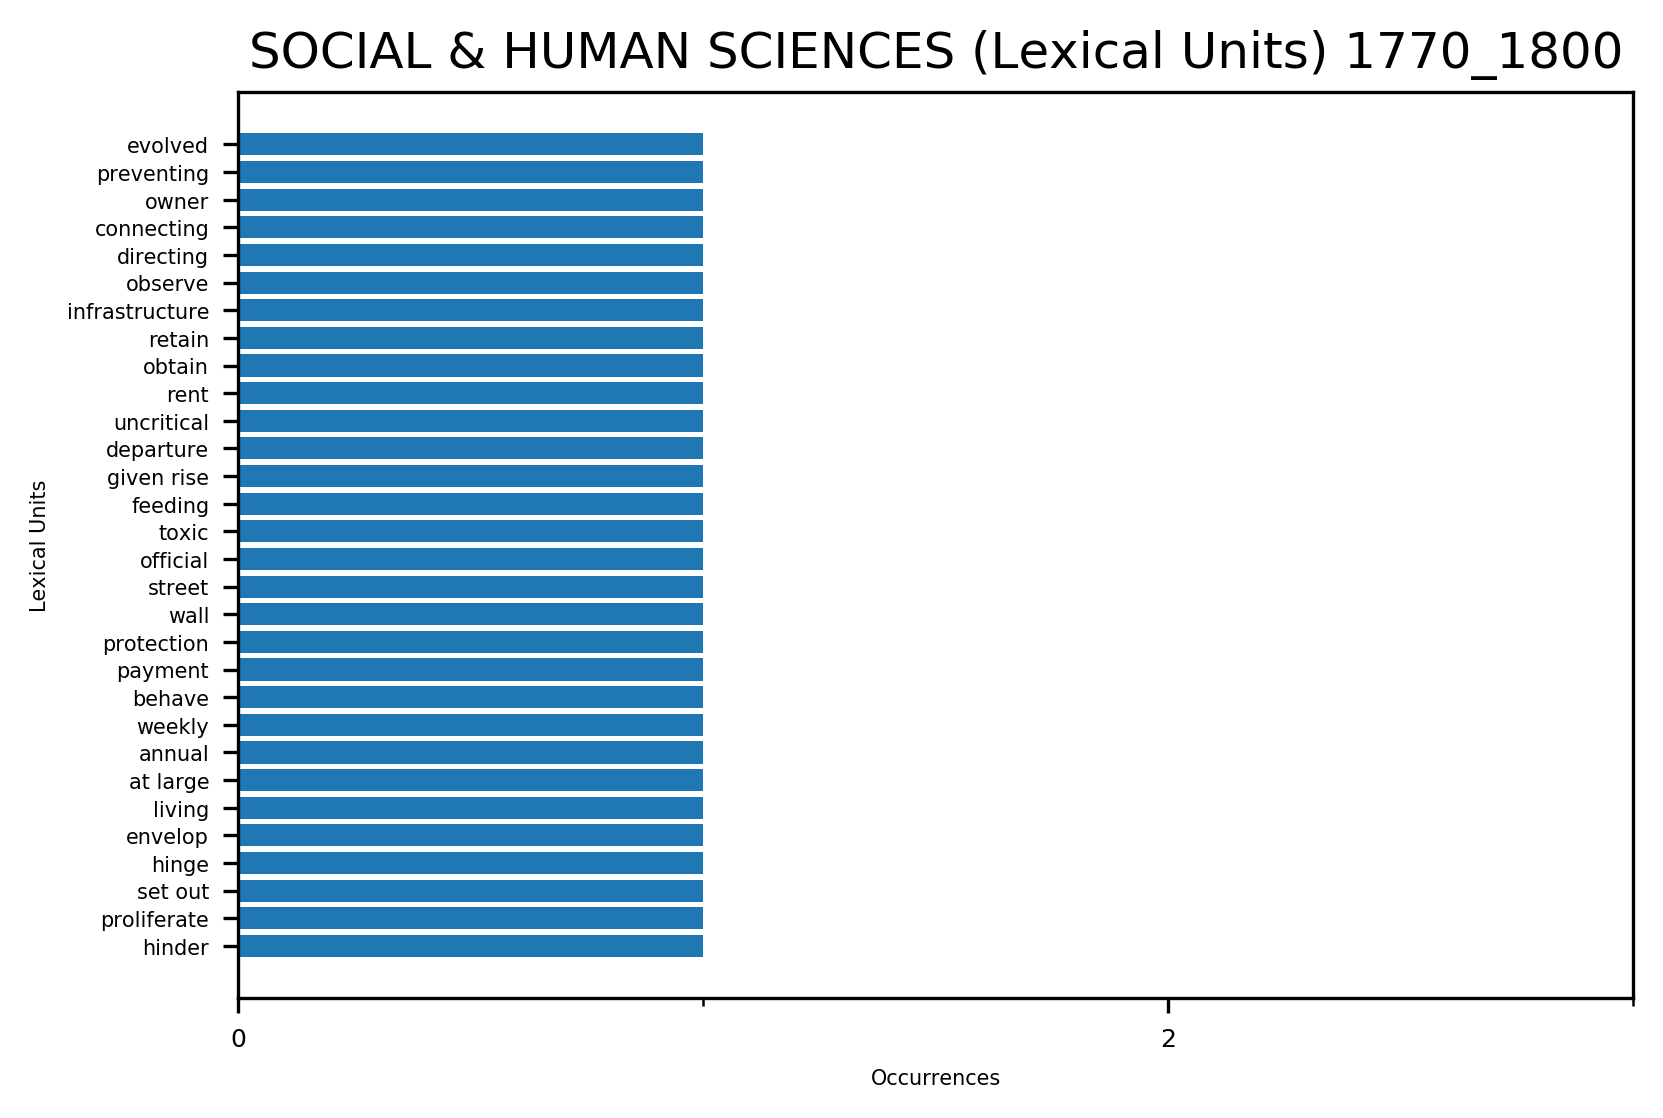 SOCIAL & HUMAN SCIENCES (Lexical Units) 1770_1800
evolved
preventing
owner
connecting
directing
observe
infrastructure
retain
obtain
rent
uncritical
departure
given rise
feeding
toxic
official
street
wall
protection
payment
behave
weekly
annual
at large
living
envelop
hinge
set out
proliferate
hinder
Lexical Units
0 2
Occurrences